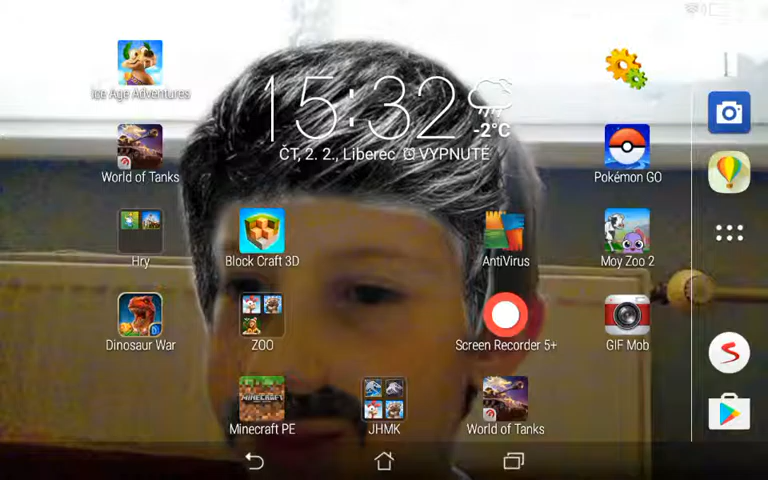 15:32
-2°C
ČT, 2. 2., Liberec VYPNUTÉ
Ice Age Adventures
World of Tanks
Pokémon GO
Hry
Block Craft 3D
AntiVirus
Moy Zoo 2
Dinosaur War
ZOO
Screen Recorder 5+
GIF Mob
MINECRAFT
Minecraft PE
JHMK
World of Tanks